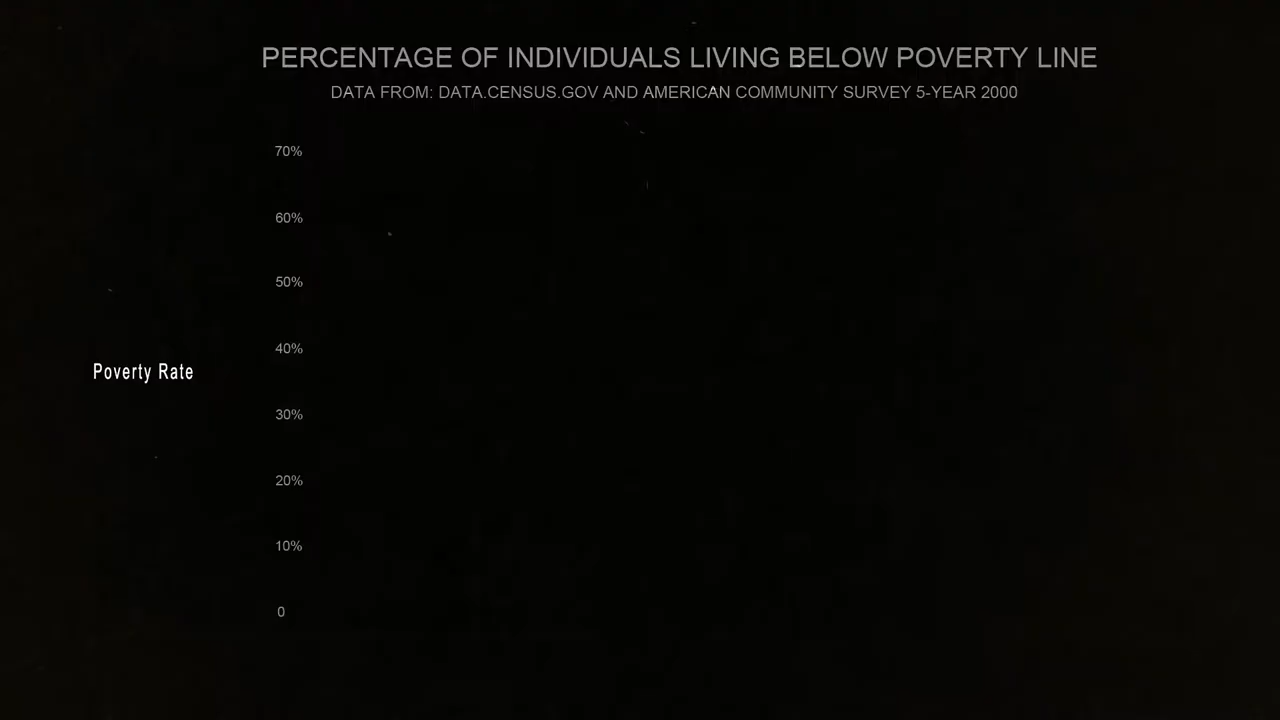 PERCENTAGE OF INDIVIDUALS LIVING BELOW POVERTY LINE
DATA FROM: DATA.CENSUS.GOV AND AMERICAN COMMUNITY SURVEY 5-YEAR 2000
70%
60%
50%
40%
Poverty Rate
30%
20%
10%
0